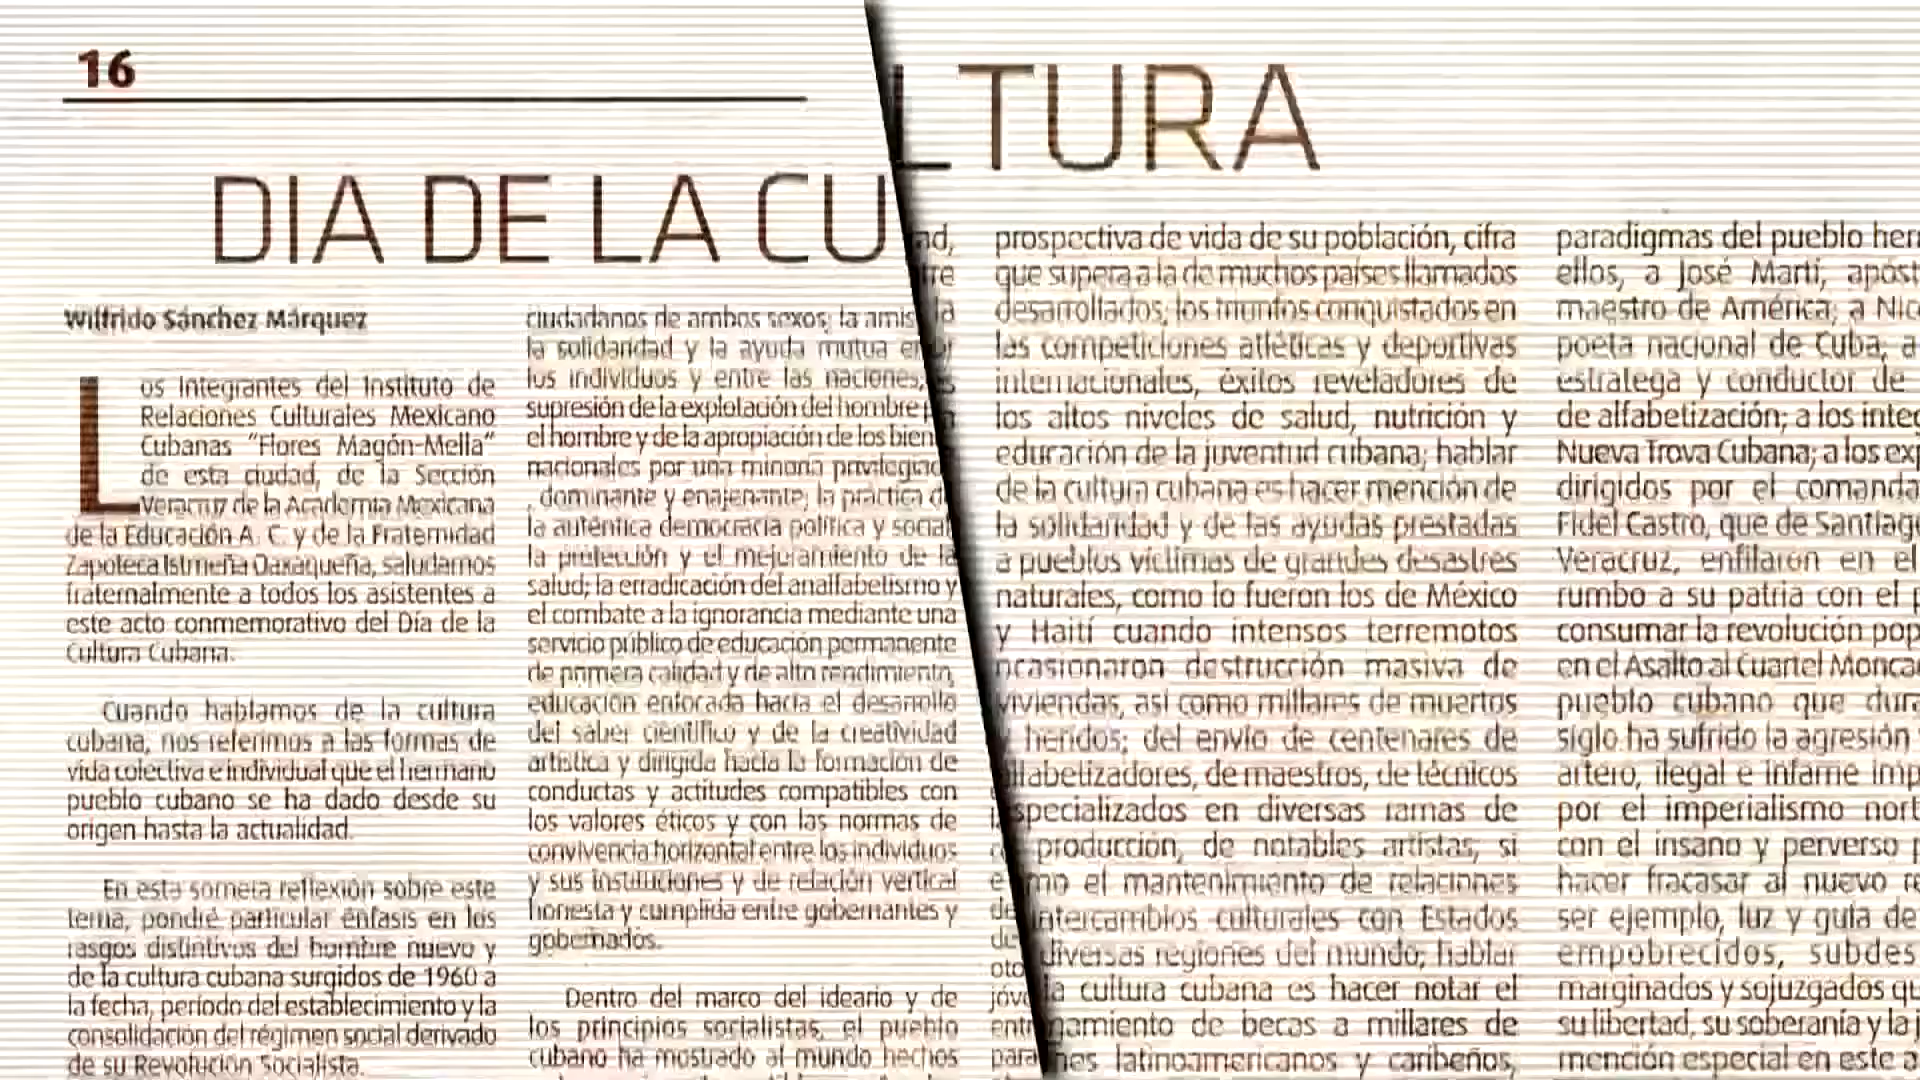 16
DIA DE LA CU
LTURA
Wilfrido Sánchez Márquez
Los integrantes del Instituto de
Relaciones Culturales Mexicano
Cubanas "Flores Magón-Mella"
de esta ciudad, de la Sección
Veracruz de la Academia Mexicana
de la Educación A. C. y de la Fraternidad
Zapoteca Istmeña Oaxaqueña, saludamos
fraternalmente a todos los asistentes a
este acto conmemorativo del Día de la
Cultura Cubana.
Cuando hablamos de la cultura
cubana, nos referimos a las formas de
vida colectiva e individual que el hermano
pueblo cubano se ha dado desde su
origen hasta la actualidad.
En esta somera reflexión sobre este
tema, pondré particular énfasis en los
rasgos distintivos del hombre nuevo y
de la cultura cubana surgidos de 1960 a
la fecha, período del establecimiento y la
consolidación del régimen social derivado
de su Revolución Socialista.
ciudadanos de ambos sexos; la amis
la solidaridad y la ayuda mutua en
los individuos y entre las naciones,
supresión de la explotación del hombre
el hombre y de la apropiación de los bien
nacionales por una minoría privilegiad
, dominante y enajenante; la práctica d
la auténtica democracia política y social,
la protección y el mejoramiento de la
salud; la erradicación del analfabetismo y
el combate a la ignorancia mediante una
servicio público de educación permanente
de primera calidad y de alto rendimiento,
educación enfocada hacia el desarrollo
del saber científico y de la creatividad
artística y dirigida hacia la formación de
conductas y actitudes compatibles con
los valores éticos y con las normas de
convivencia horizontal entre los individuos
y sus instituciones y de relación vertical
honesta y cumplida entre gobernantes y
gobernados.
Dentro del marco del ideario y de
los principios socialistas, el pueblo
cubano ha mostrado al mundo hechos
prospectiva de vida de su población, cifra
que supera a la de muchos países llamados
desarrollados; los triunfos conquistados en
las competiciones atléticas y deportivas
internacionales, éxitos reveladores de
los altos niveles de salud, nutrición y
educación de la juventud cubana; hablar
de la cultura cubana es hacer mención de
la solidaridad y de las ayudas prestadas
a pueblos víctimas de grandes desastres
naturales, como lo fueron los de México
y Haití cuando intensos terremotos
ocasionaron destrucción masiva de
viviendas, así como millares de muertos
y heridos; del envío de centenares de
alfabetizadores, de maestros, de técnicos
especializados en diversas ramas de
producción, de notables artistas; si
mo el mantenimiento de relaciones
intercambios culturales con Estados
diversas regiones del mundo; hablar
la cultura cubana es hacer notar el
namiento de becas a millares de
nes latinoamericanos y caribeños,
paradigmas del pueblo her
ellos, a José Martí, apóst
maestro de América; a Nic
poeta nacional de Cuba, a
estratega y conductor de
de alfabetización; a los integ
Nueva Trova Cubana; a los exp
dirigidos por el comanda
Fidel Castro, que de Santiago
Veracruz, enfilaron en el
rumbo a su patria con el p
consumar la revolución pop
en el Asalto al Cuartel Monca
pueblo cubano que dura
siglo ha sufrido la agresión
artero, ilegal e infame imp
por el imperialismo nort
con el insano y perverso p
hacer fracasar al nuevo re
ser ejemplo, luz y guía de
empobrecidos, subdes
marginados y sojuzgados qu
su libertad, su soberanía y la j
mención especial en este a